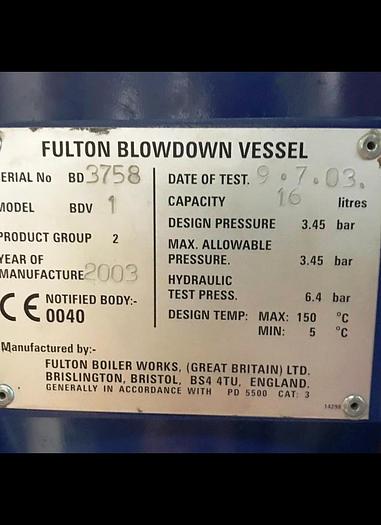 FULTON BLOWDOWN VESSEL
SERIAL No BD 3758
MODEL BDV 1
PRODUCT GROUP 2
YEAR OF
MANUFACTURE 2003
CE NOTIFIED BODY:-
0040
DATE OF TEST. 9.7.03.
CAPACITY 16 litres
DESIGN PRESSURE 3.45 bar
MAX. ALLOWABLE
PRESSURE. 3.45 bar
HYDRAULIC
TEST PRESS. 6.4 bar
DESIGN TEMP: MAX: 150 °C
MIN: 5 °C
Manufactured by:-
FULTON BOILER WORKS, (GREAT BRITAIN) LTD.
BRISLINGTON, BRISTOL, BS4 4TU, ENGLAND.
GENERALLY IN ACCORDANCE WITH PD 5500 CAT: 3
14298